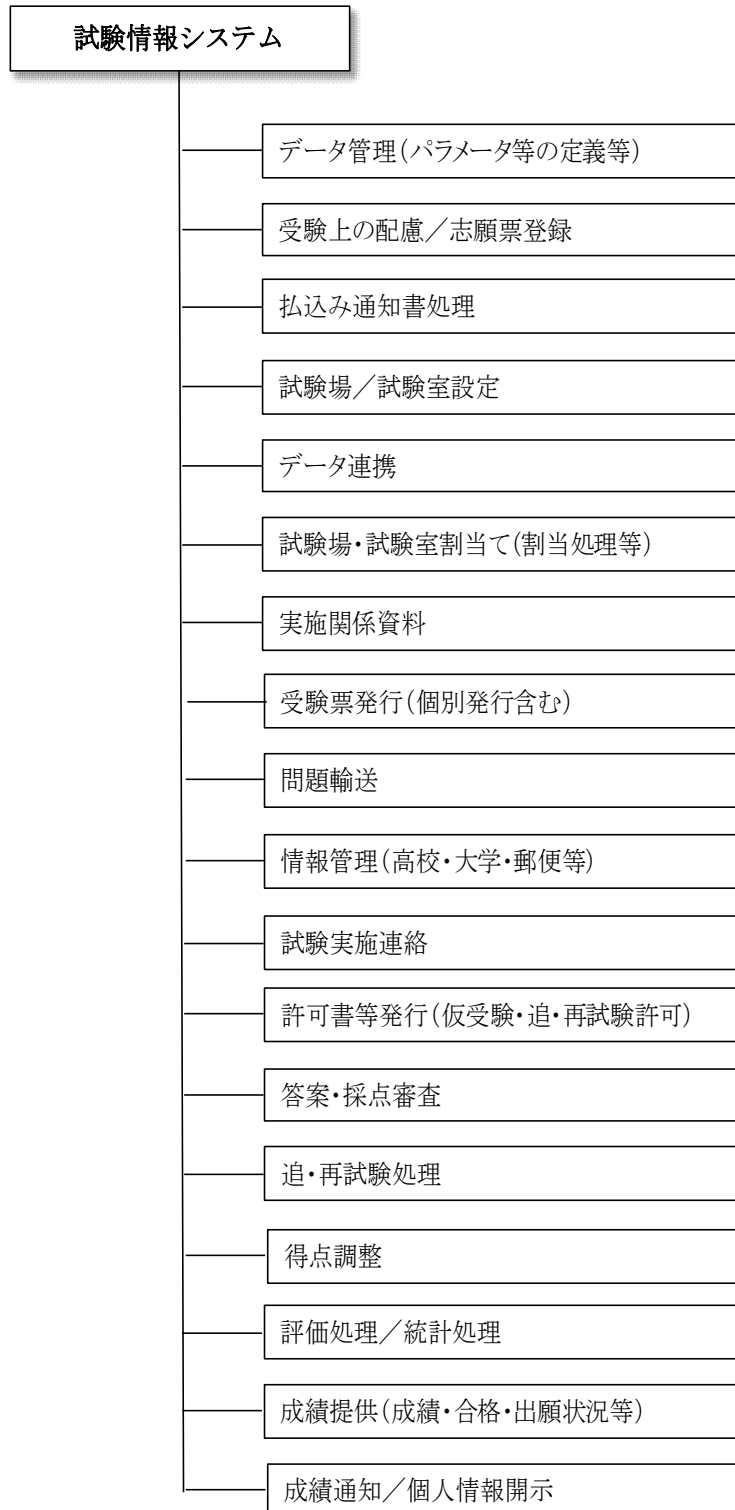 試験情報システム
データ管理(パラメータ等の定義等)
受験上の配慮／志願票登録
払込み通知書処理
試験場／試験室設定
データ連携
試験場・試験室割当て(割当処理等)
実施関係資料
受験票発行(個別発行含む)
問題輸送
情報管理(高校・大学・郵便等)
試験実施連絡
許可書等発行(仮受験・追・再試験許可)
答案・採点審査
追・再試験処理
得点調整
評価処理／統計処理
成績提供(成績・合格・出願状況等)
成績通知／個人情報開示